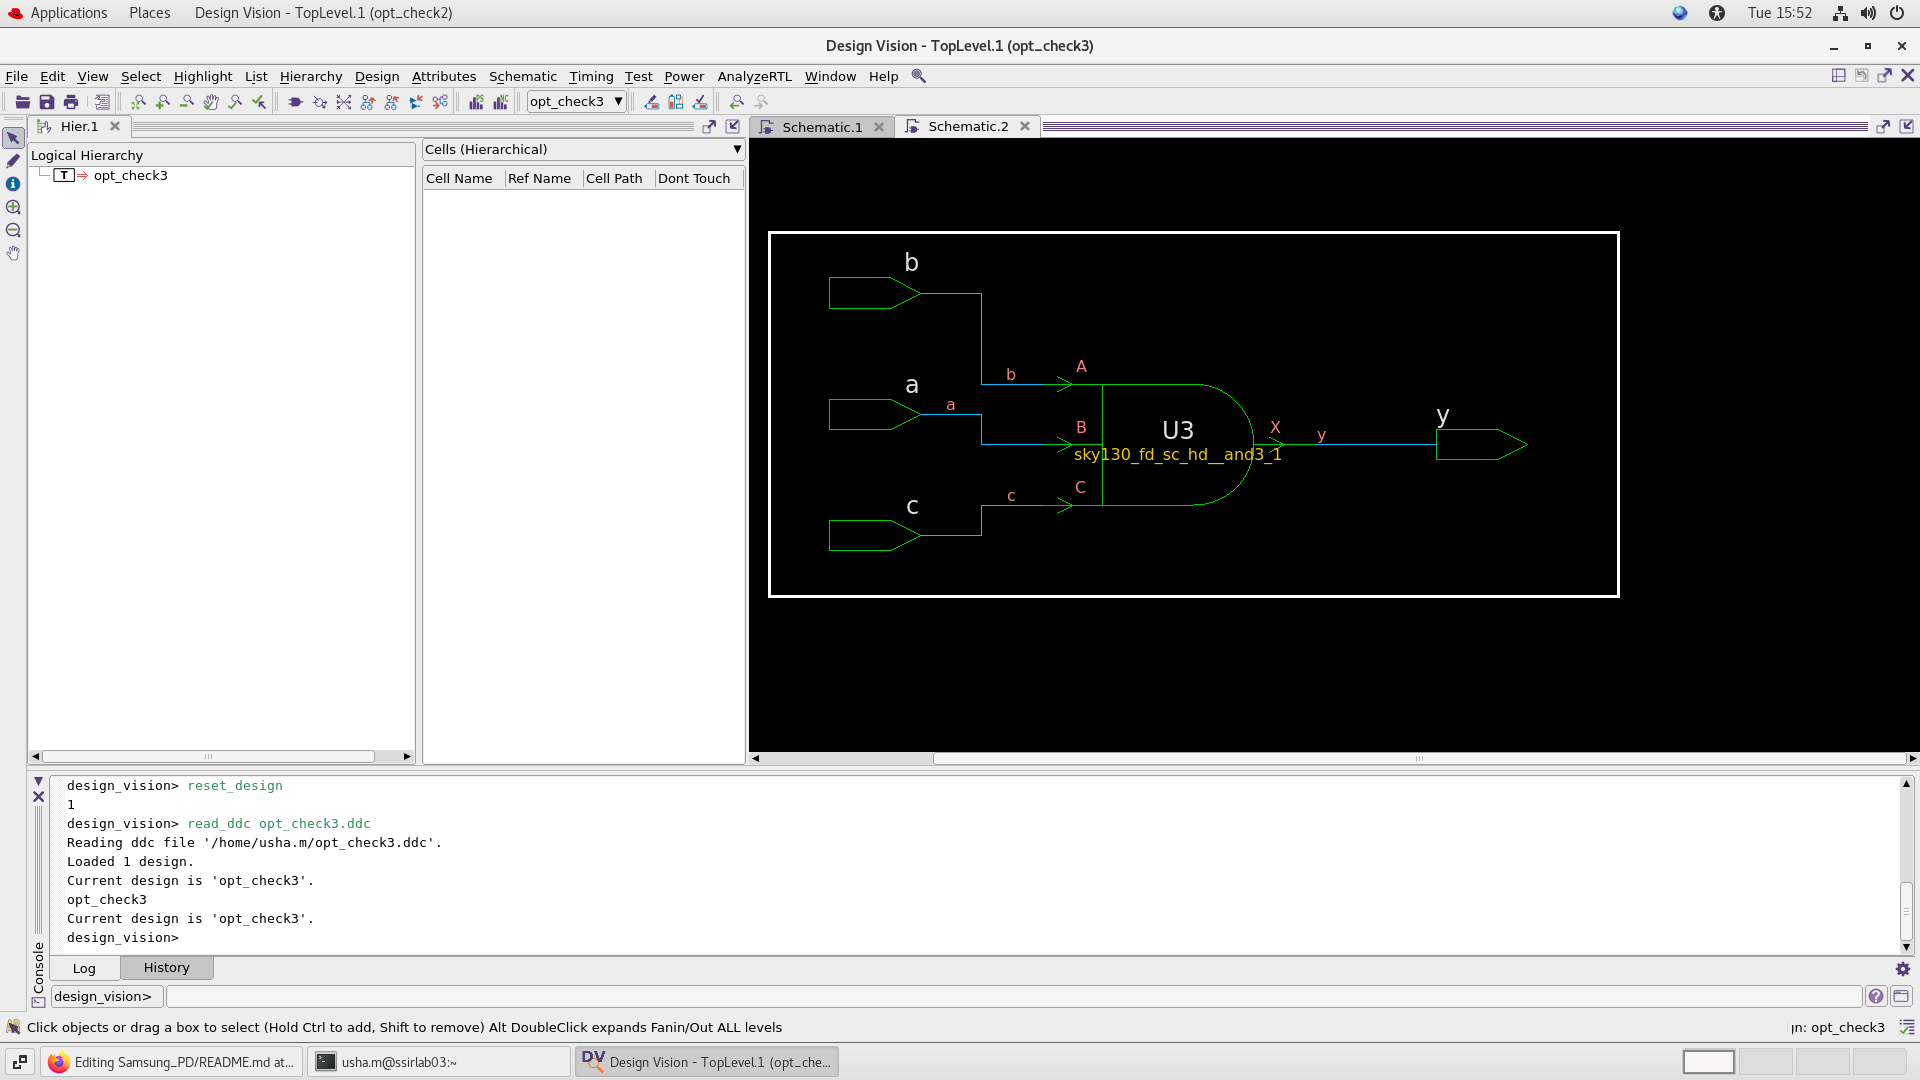 Applications Places Design Vision - TopLevel.1 (opt_check2) Tue 15:52
Design Vision - TopLevel.1 (opt_check3)
File Edit View Select Highlight List Hierarchy Design Attributes Schematic Timing Test Power AnalyzeRTL Window Help
opt_check3
Hier.1
Schematic.1 Schematic.2
Logical Hierarchy
T opt_check3
Cells (Hierarchical)
Cell Name Ref Name Cell Path Dont Touch
b
b A
a
a B
U3
sky130_fd_sc_hd__and3_1
X y
y
c
c C
design_vision> reset_design
1
design_vision> read_ddc opt_check3.ddc
Reading ddc file '/home/usha.m/opt_check3.ddc'.
Loaded 1 design.
Current design is 'opt_check3'.
opt_check3
Current design is 'opt_check3'.
design_vision>
Console
Log History
design_vision>
Click objects or drag a box to select (Hold Ctrl to add, Shift to remove) Alt DoubleClick expands Fanin/Out ALL levels
n: opt_check3
Editing Samsung_PD/README.md at... usha.m@ssirlab03:~ DV Design Vision - TopLevel.1 (opt_che...